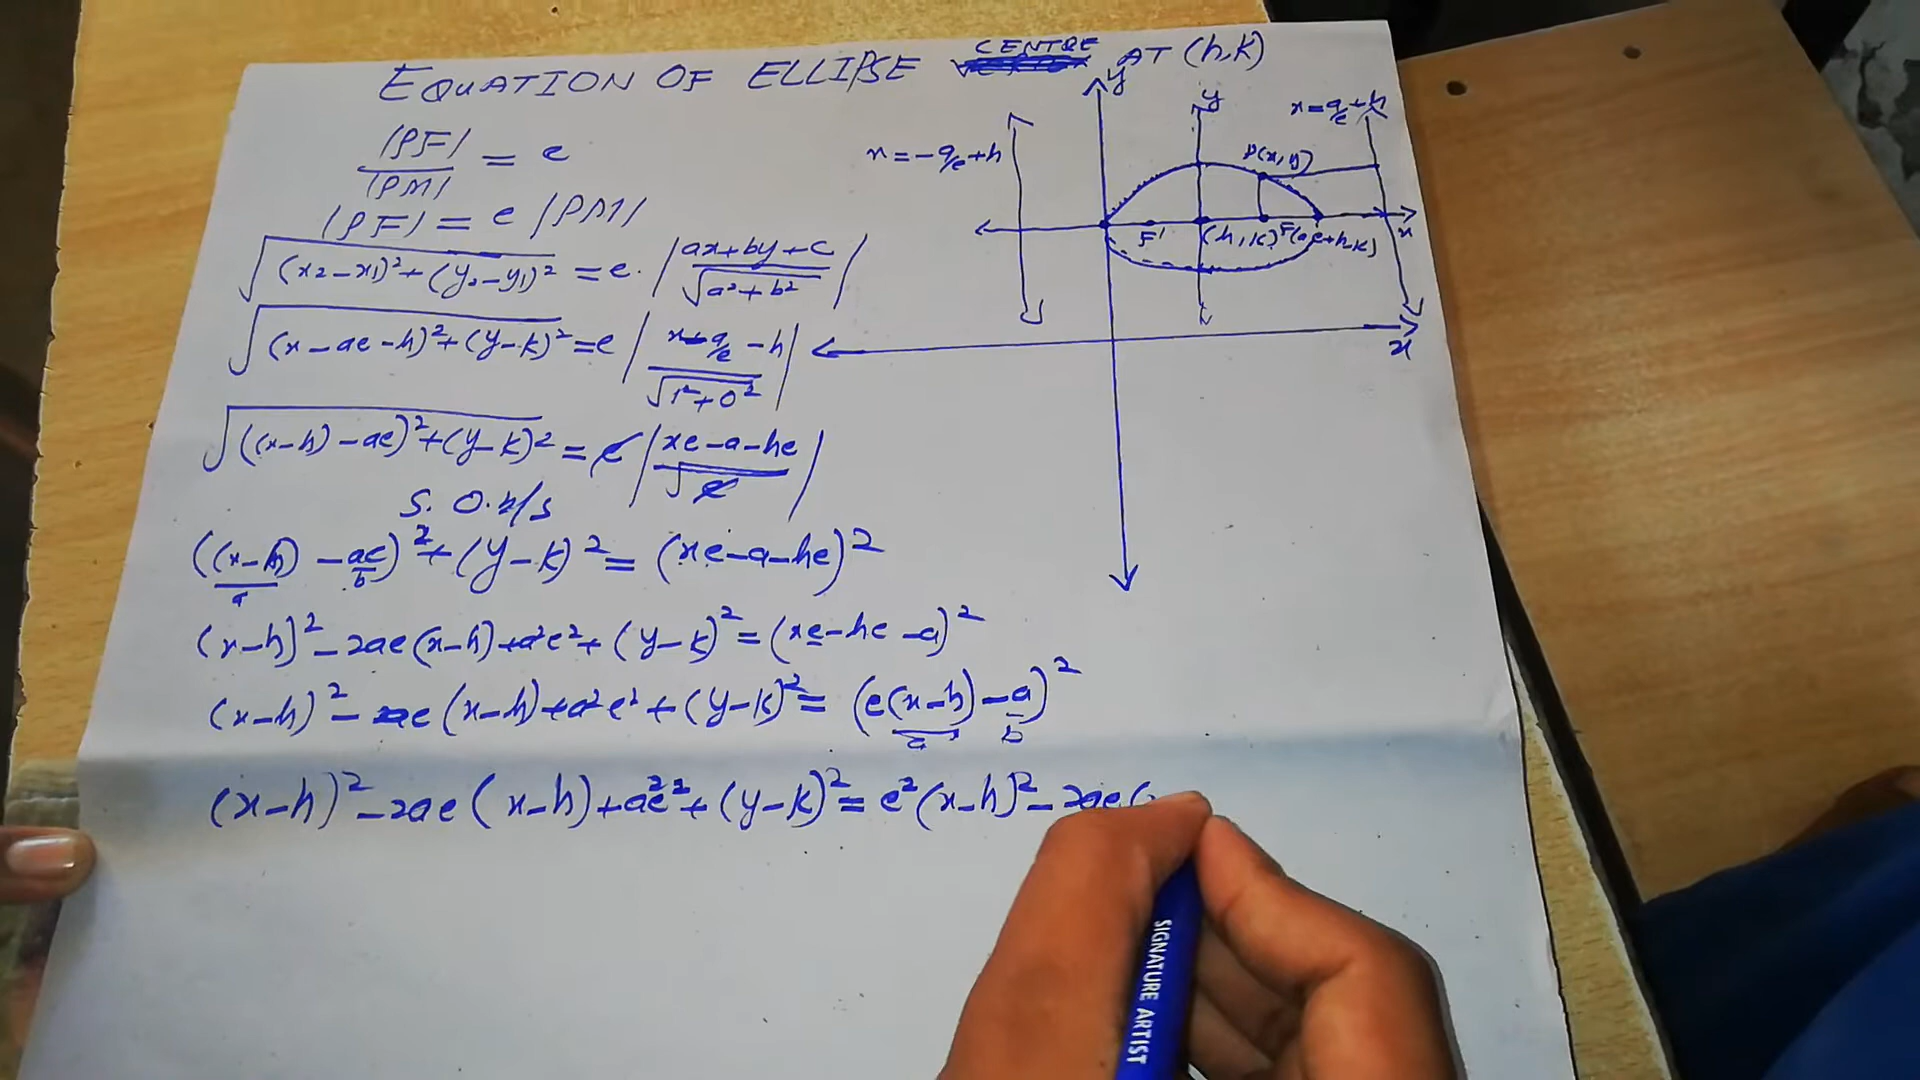 EQUATION OF ELLIPSE CENTRE AT (h,k)
|PF|/|PM| = e
|PF| = e |PM|
√((x2-x1)²+(y2-y1)²) = e. |(ax+by+c)/√(a²+b²)|
√((x-ae-h)²+(y-k)²) = e |(x-a/e-h)/√(1²+0²)|
√(((x-h)-ae)²+(y-k)²) = e |(xe-a-he)/√e|
S. O. b/s
((x-h)-ae)²+(y-k)² = (xe-a-he)²
a b
(x-h)²-2ae(x-h)+a²e²+(y-k)² = (xe-he-a)²
(x-h)²-2ae(x-h)+a²e²+(y-k)² = (e(x-h)-a)²
a b
(x-h)²-2ae(x-h)+a²e²+(y-k)² = e²(x-h)²-2ae(
y
y
x=a/e+h
x=-a/e+h
P(x,y)
F'
(h,k)
F(ae+h,k)
x
x
SIGNATURE ARTIST